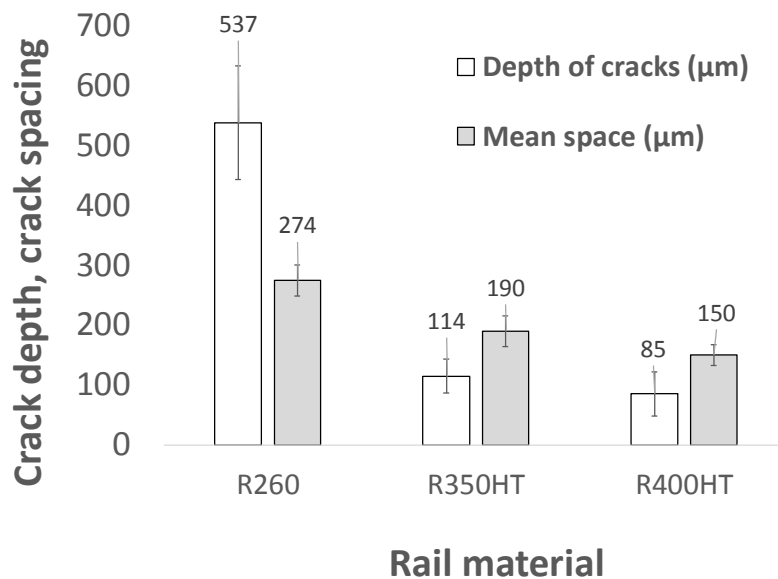 Crack depth, crack spacing
700
600
500
400
300
200
100
0
537
274
114
190
85
150
Depth of cracks (μm)
Mean space (μm)
R260
R350HT
R400HT
Rail material